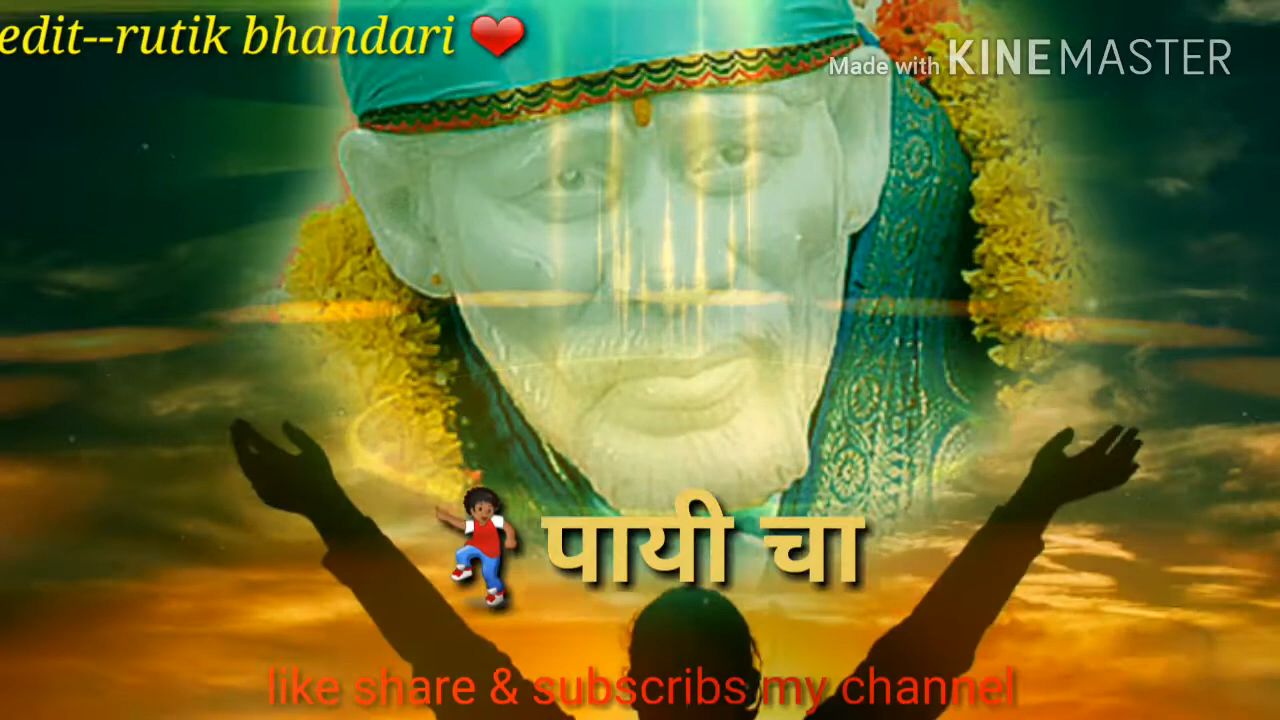 edit--rutik bhandari ❤
Made with KINEMASTER
पायी चा
like share & subscribs my channel